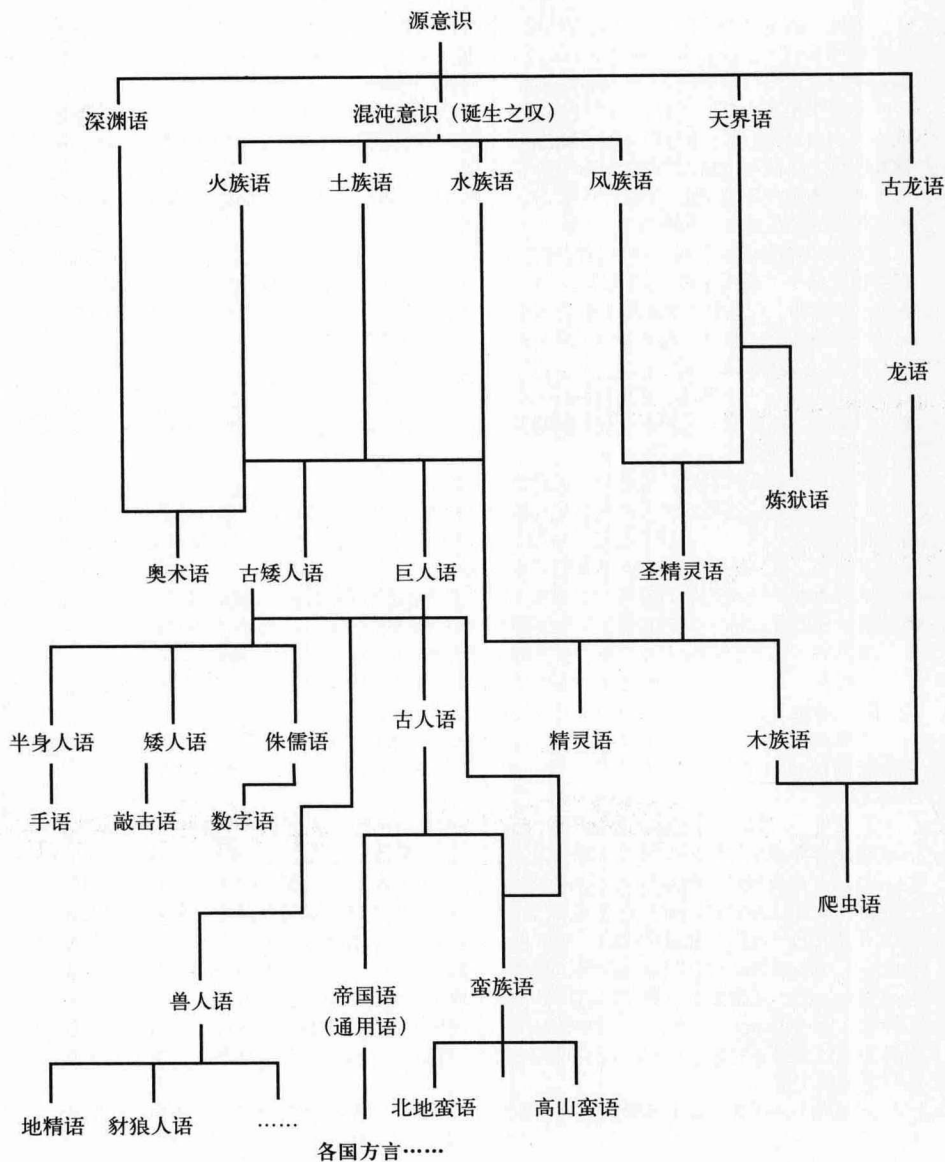 源意识
深渊语
混沌意识（诞生之叹）
天界语
火族语
土族语
水族语
风族语
古龙语
龙语
炼狱语
奥术语
古矮人语
巨人语
圣精灵语
古人语
半身人语
矮人语
侏儒语
精灵语
木族语
手语
敲击语
数字语
爬虫语
兽人语
帝国语
（通用语）
蛮族语
地精语
豺狼人语
……
北地蛮语
高山蛮语
各国方言……